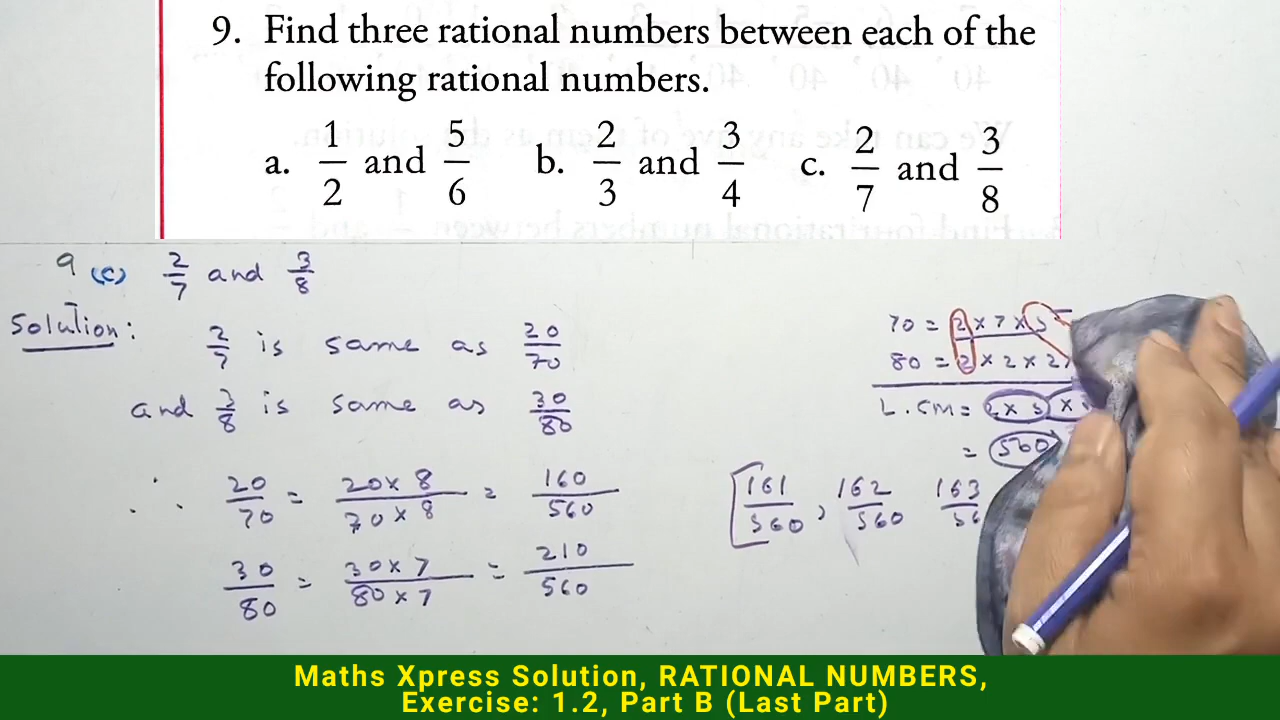 9. Find three rational numbers between each of the
following rational numbers.
a. 1/2 and 5/6 b. 2/3 and 3/4 c. 2/7 and 3/8
9 (c) 2/7 and 3/8
Solution:
2/7 is same as 20/70
and 3/8 is same as 30/80
∴ 20/70 = 20×8/70×8 = 160/560
30/80 = 30×7/80×7 = 210/560
70 = 2×7×5
80 = 2×2×2
L.CM = 2×5×
= 560
161/560, 162/560 163/56
Maths Xpress Solution, RATIONAL NUMBERS,
Exercise: 1.2, Part B (Last Part)